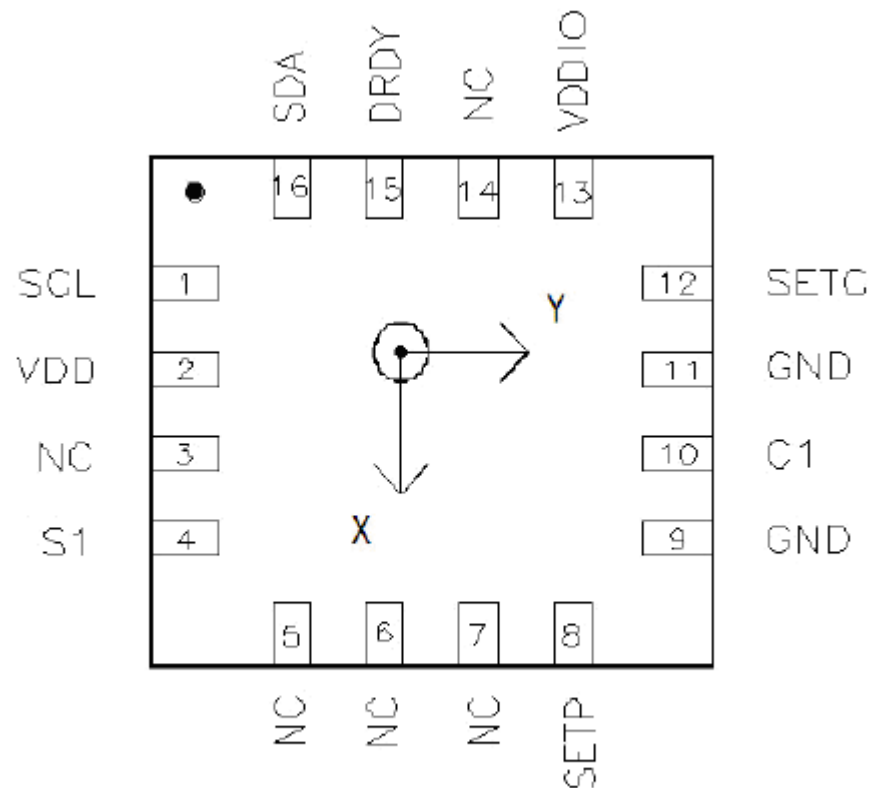 SDA DRDY NC VDDIO
16 15 14 13
SCL 1 12 SETC
VDD 2 Y 11 GND
NC 3 10 C1
S1 4 X 9 GND
5 6 7 8
NC NC NC SETP